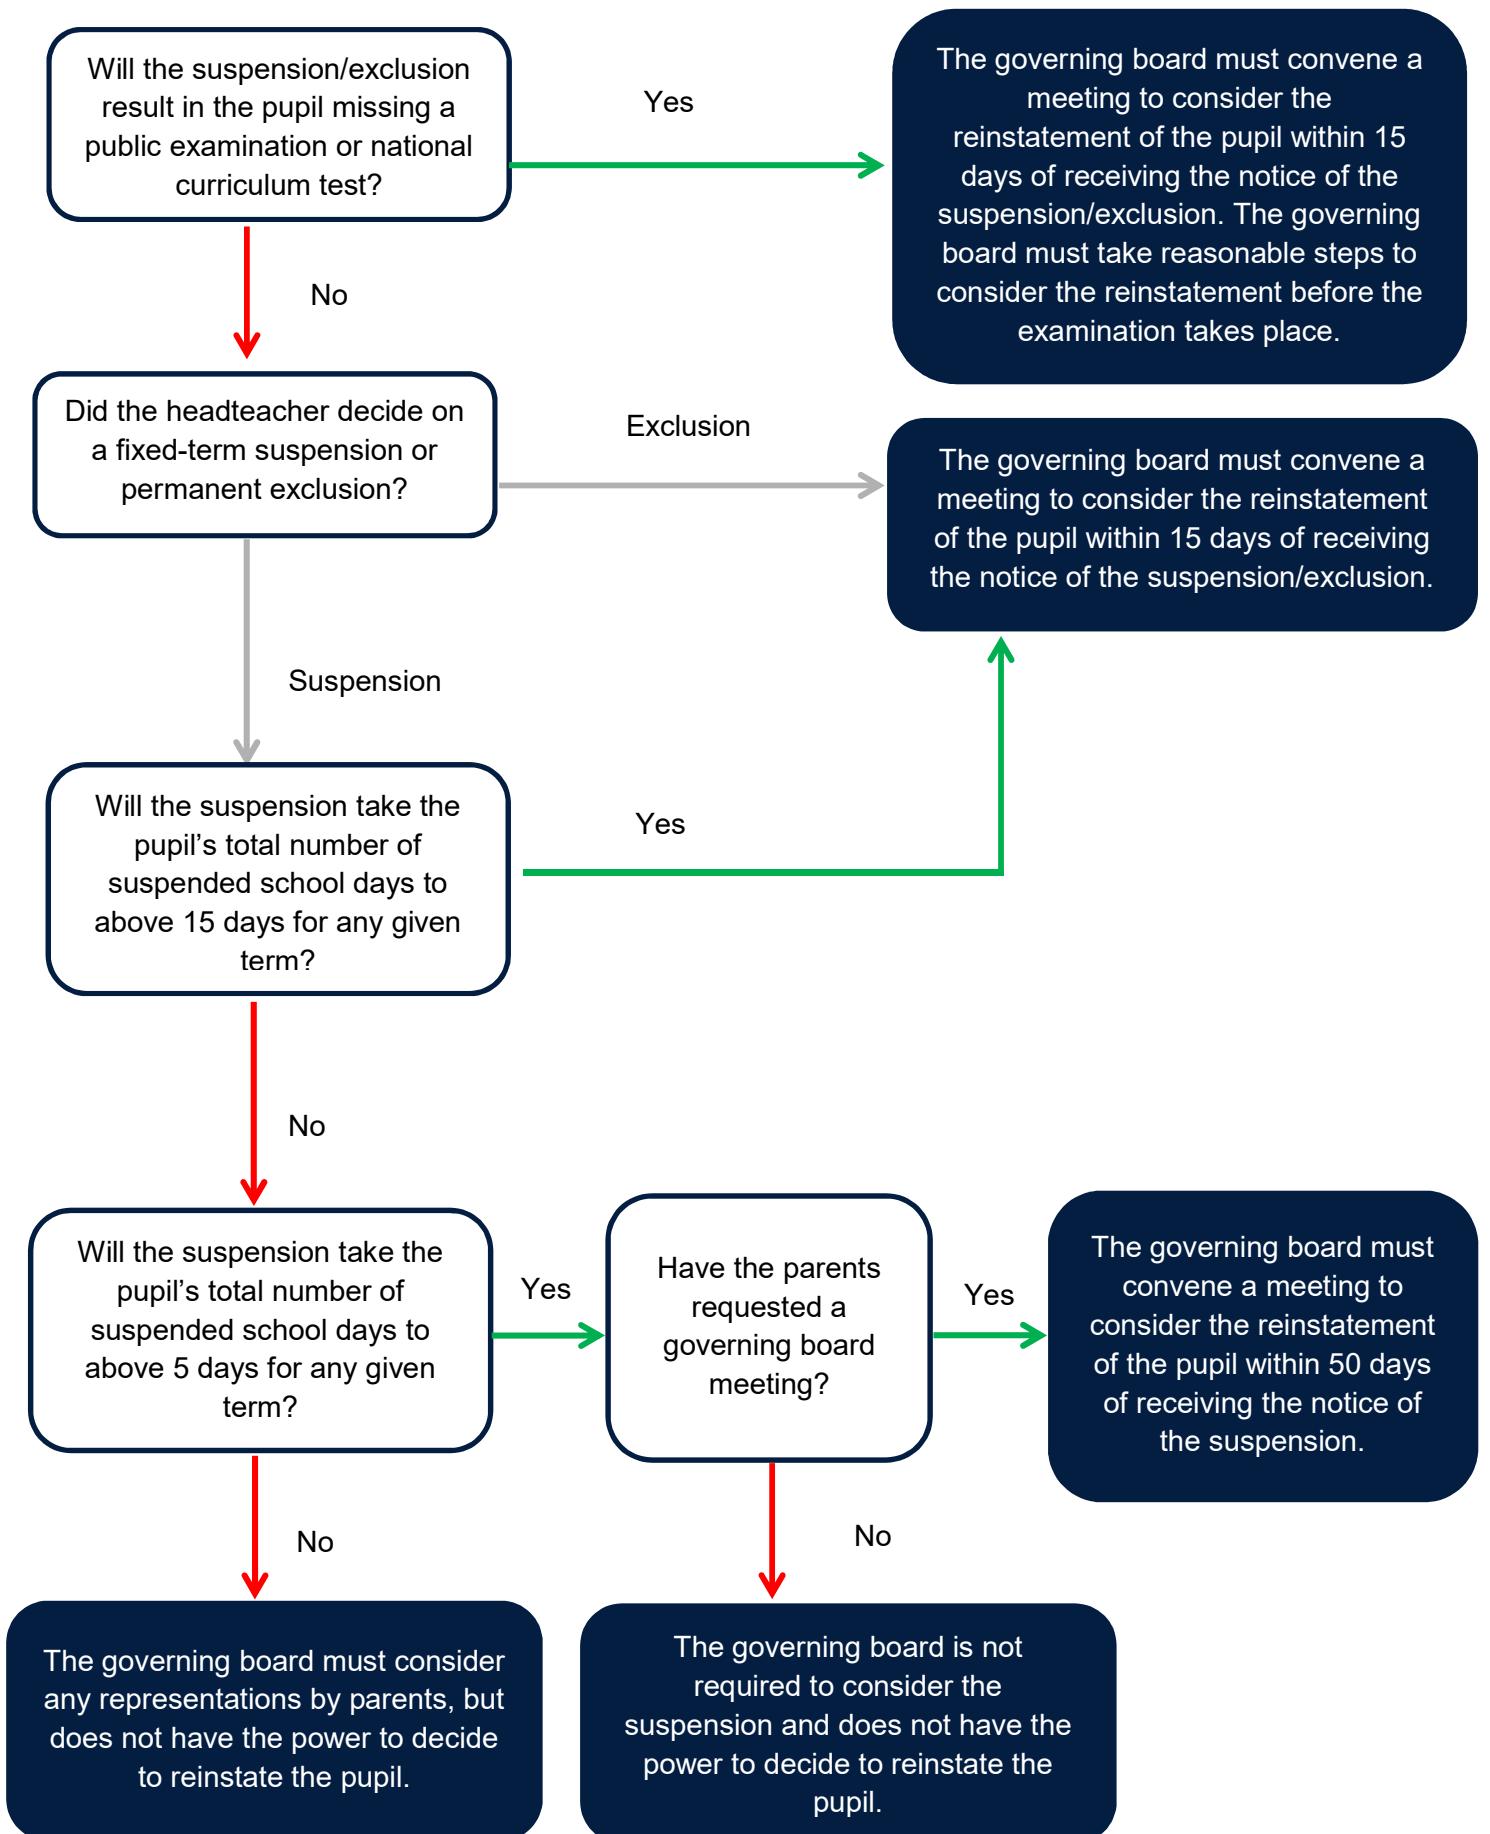 Will the suspension/exclusion
result in the pupil missing a
public examination or national
curriculum test?
Yes
The governing board must convene a
meeting to consider the
reinstatement of the pupil within 15
days of receiving the notice of the
suspension/exclusion. The governing
board must take reasonable steps to
consider the reinstatement before the
examination takes place.
No
Did the headteacher decide on
a fixed-term suspension or
permanent exclusion?
Exclusion
The governing board must convene a
meeting to consider the reinstatement
of the pupil within 15 days of receiving
the notice of the suspension/exclusion.
Suspension
Will the suspension take the
pupil’s total number of
suspended school days to
above 15 days for any given
term?
Yes
No
Will the suspension take the
pupil’s total number of
suspended school days to
above 5 days for any given
term?
Yes
Have the parents
requested a
governing board
meeting?
Yes
The governing board must
convene a meeting to
consider the reinstatement
of the pupil within 50 days
of receiving the notice of
the suspension.
No
No
The governing board must consider
any representations by parents, but
does not have the power to decide
to reinstate the pupil.
The governing board is not
required to consider the
suspension and does not have the
power to decide to reinstate the
pupil.